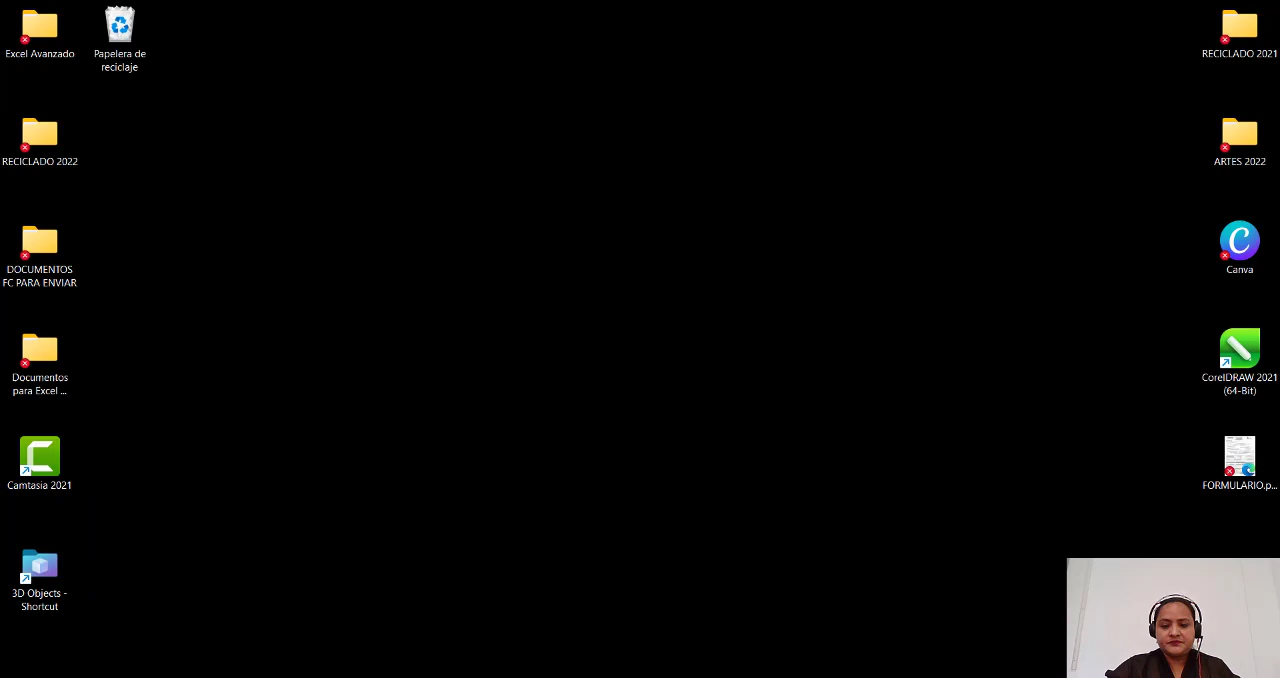 Excel Avanzado
Papelera de
reciclaje
RECICLADO 2022
DOCUMENTOS
FC PARA ENVIAR
Documentos
para Excel ...
Camtasia 2021
3D Objects -
Shortcut
RECICLADO 2021
ARTES 2022
Canva
CorelDRAW 2021
(64-Bit)
FORMULARIO.p...